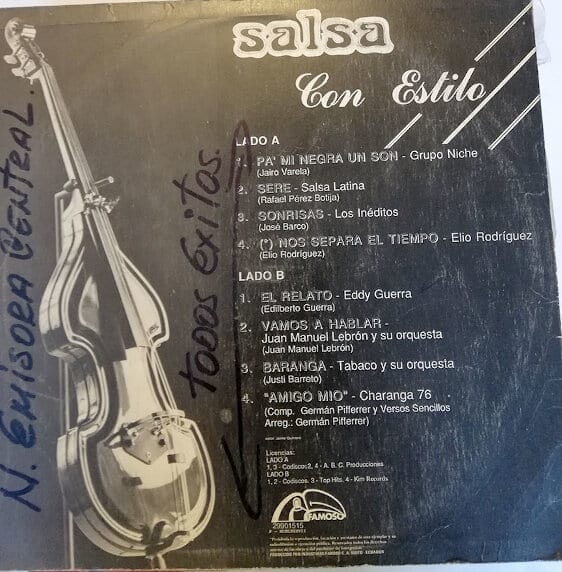 salsa
Con Estilo
LADO A
1. PA' MI NEGRA UN SON - Grupo Niche
(Jairo Varela)
2. SERE - Salsa Latina
(Rafael Pérez Botija)
3. SONRISAS - Los Inéditos
(José Barco)
4. (*) NOS SEPARA EL TIEMPO - Elio Rodríguez
(Elio Rodríguez)
LADO B
1. EL RELATO - Eddy Guerra
(Edilberto Guerra)
2. VAMOS A HABLAR -
Juan Manuel Lebrón y su orquesta
(Juan Manuel Lebrón)
3. BARANGA - Tabaco y su orquesta
(Justi Barreto)
4. "AMIGO MIO" - Charanga 76
(Comp. Germán Pifferrer y Versos Sencillos
Arreg.: Germán Pifferrer)
Licencias:
LADO A
1, 3 - Codiscos 2, 4 - A. B. C. Producciones
LADO B
1, 2 - Codiscos. 3 - Top Hits, 4 - Kim Records
FAMOSO
29901515
N. EMISORA CENTRAL.
TODOS EXITOS.